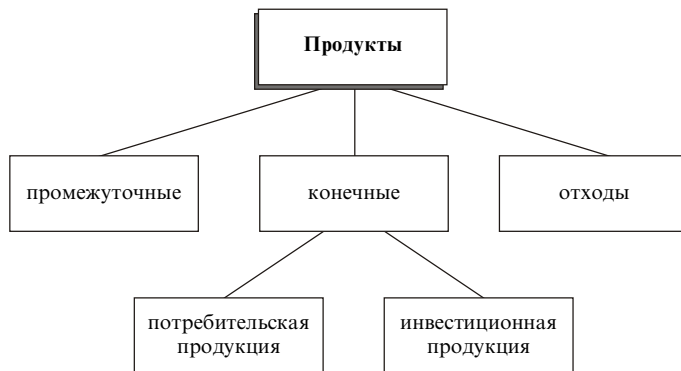 Продукты
промежуточные
конечные
отходы
потребительская
продукция
инвестиционная
продукция